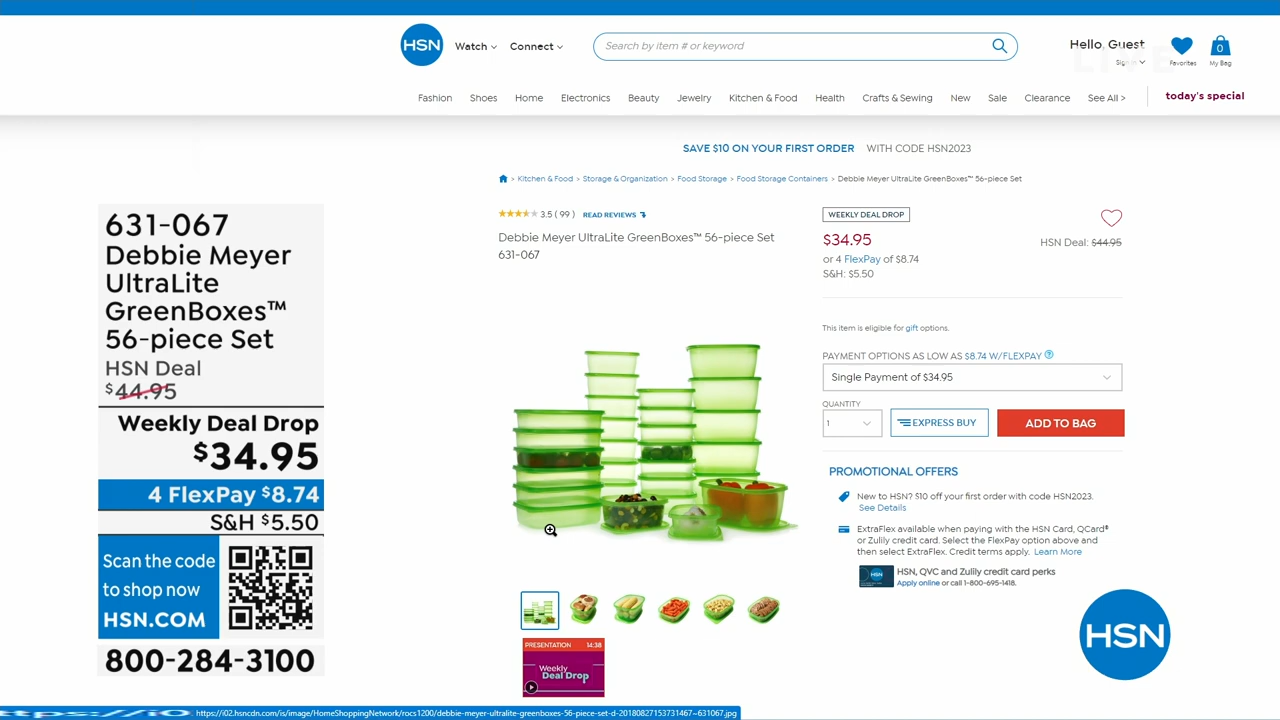 HSN
Watch
Connect
Search by item # or keyword
Hello, Guest
Favorites
0
My Bag
Fashion
Shoes
Home
Electronics
Beauty
Jewelry
Kitchen & Food
Health
Crafts & Sewing
New
Sale
Clearance
See All >
today's special
LIVE
SAVE $10 ON YOUR FIRST ORDER WITH CODE HSN2023
> Kitchen & Food > Storage & Organization > Food Storage > Food Storage Containers > Debbie Meyer UltraLite GreenBoxes™ 56-piece Set
631-067
Debbie Meyer
UltraLite
GreenBoxes™
56-piece Set
HSN Deal
$44.95
Weekly Deal Drop
$34.95
4 FlexPay $8.74
S&H $5.50
Scan the code
to shop now
HSN.COM
800-284-3100
3.5 ( 99 ) READ REVIEWS
Debbie Meyer UltraLite GreenBoxes™ 56-piece Set
631-067
PRESENTATION 14:38
Weekly
Deal Drop
WEEKLY DEAL DROP
$34.95
HSN Deal: $44.95
or 4 FlexPay of $8.74
S&H: $5.50
This item is eligible for gift options.
PAYMENT OPTIONS AS LOW AS $8.74 W/FLEXPAY ?
Single Payment of $34.95
QUANTITY
1
EXPRESS BUY
ADD TO BAG
PROMOTIONAL OFFERS
New to HSN? $10 off your first order with code HSN2023.
See Details
ExtraFlex available when paying with the HSN Card, QCard®
or Zulily credit card. Select the FlexPay option above and
then select ExtraFlex. Credit terms apply. Learn More
HSN
HSN, QVC and Zulily credit card perks
Apply online or call 1-800-695-1418.
HSN
https://i02.hsncdn.com/is/image/HomeShoppingNetwork/rocs1200/debbie-meyer-ultralite-greenboxes-56-piece-set-d-20180827153731467~631067.jpg